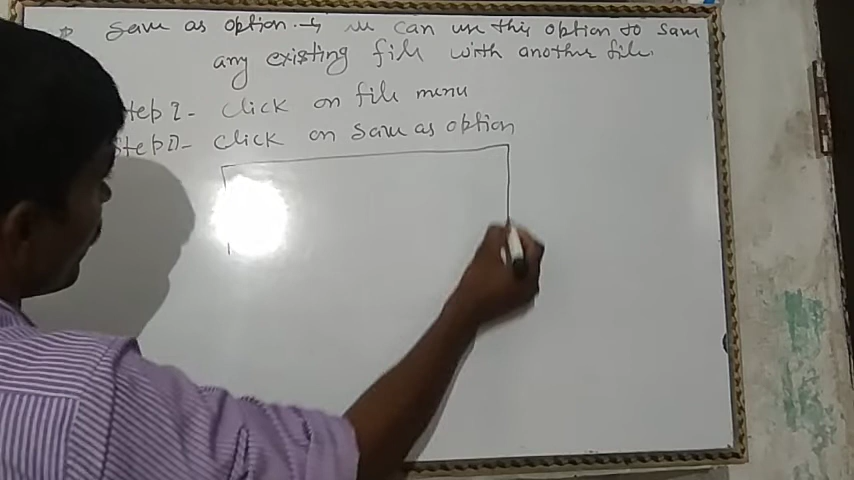 Save as option → we can use this option to save
any existing file with another file.
Step I - Click on file menu
Step II - Click on Save as option